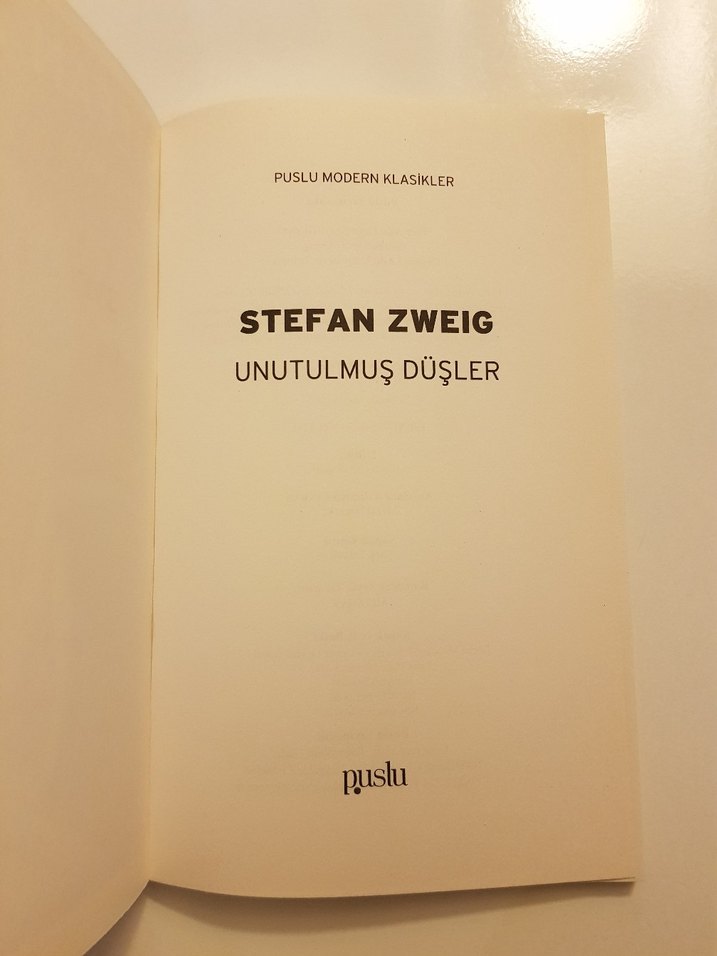 PUSLU MODERN KLASİKLER
STEFAN ZWEIG
UNUTULMUŞ DÜŞLER
puslu